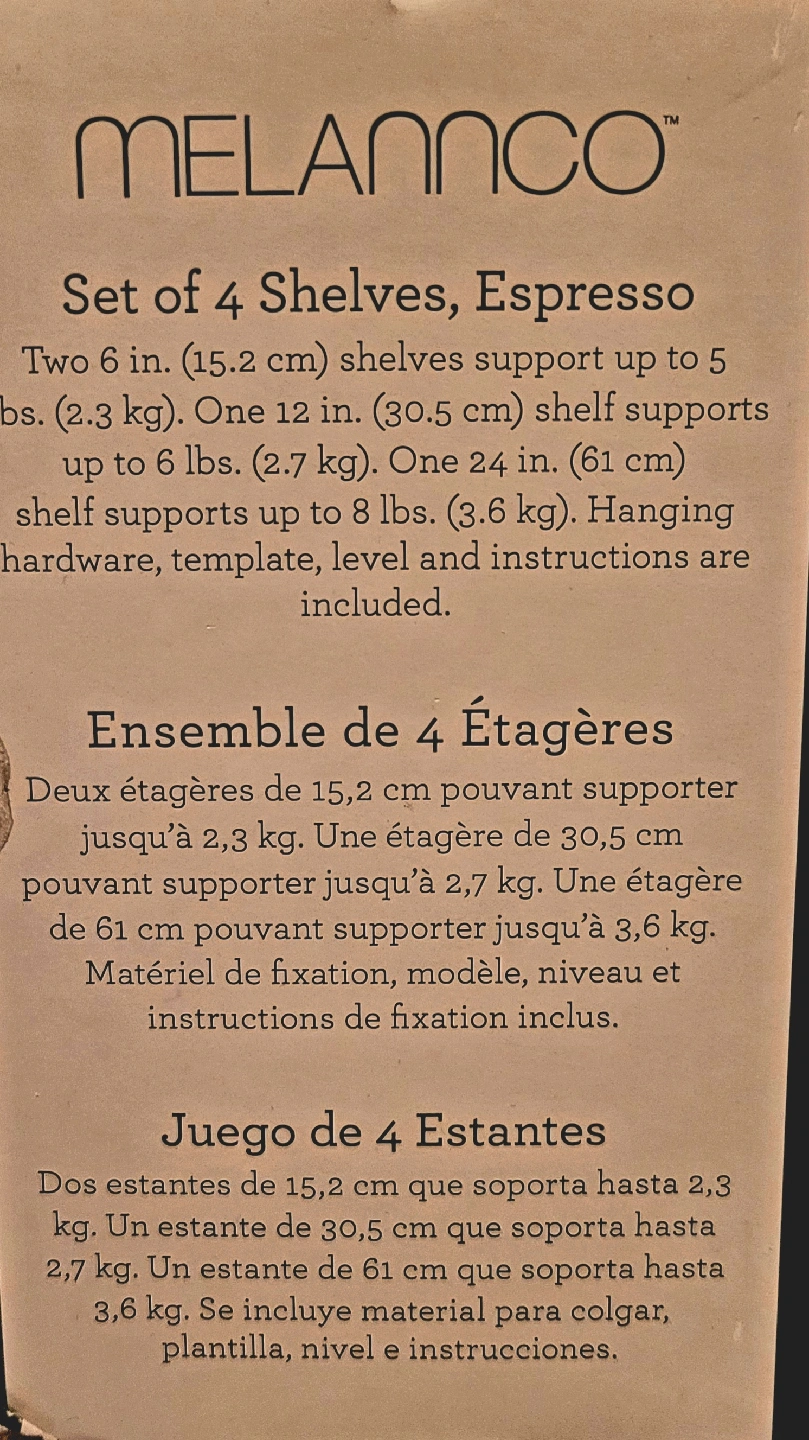 MELANNCO™
Set of 4 Shelves, Espresso
Two 6 in. (15.2 cm) shelves support up to 5
bs. (2.3 kg). One 12 in. (30.5 cm) shelf supports
up to 6 lbs. (2.7 kg). One 24 in. (61 cm)
shelf supports up to 8 lbs. (3.6 kg). Hanging
hardware, template, level and instructions are
included.
Ensemble de 4 Étagères
Deux étagères de 15,2 cm pouvant supporter
jusqu’à 2,3 kg. Une étagère de 30,5 cm
pouvant supporter jusqu’à 2,7 kg. Une étagère
de 61 cm pouvant supporter jusqu’à 3,6 kg.
Matériel de fixation, modèle, niveau et
instructions de fixation inclus.
Juego de 4 Estantes
Dos estantes de 15,2 cm que soporta hasta 2,3
kg. Un estante de 30,5 cm que soporta hasta
2,7 kg. Un estante de 61 cm que soporta hasta
3,6 kg. Se incluye material para colgar,
plantilla, nivel e instrucciones.